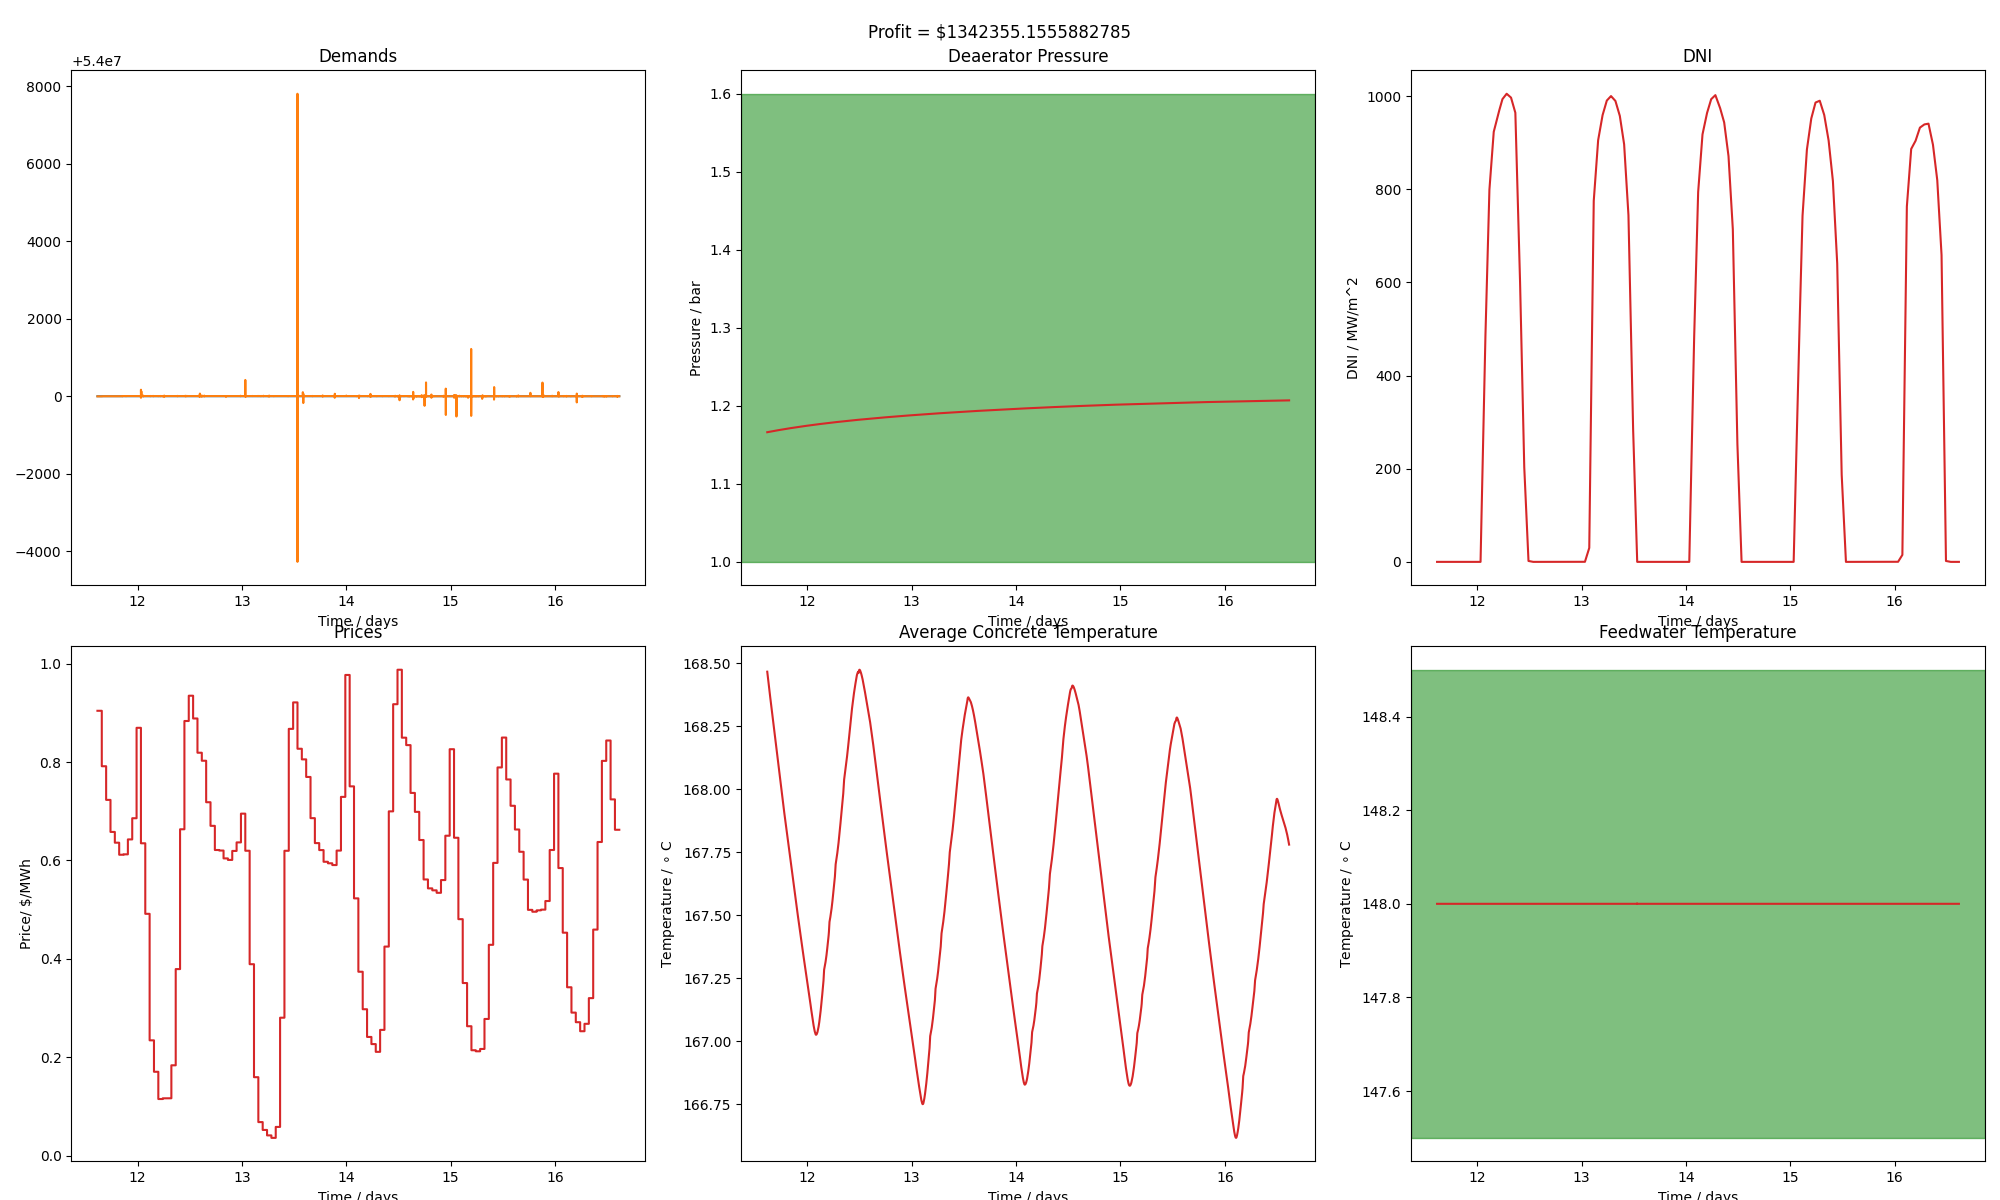 Profit = $1342355.1555882785
Demands
+5.4e7
8000
6000
4000
2000
0
−2000
−4000
12 13 14 15 16
Time / days
Deaerator Pressure
Pressure / bar
1.6
1.5
1.4
1.3
1.2
1.1
1.0
12 13 14 15 16
Time / days
DNI
DNI / MW/m^2
1000
800
600
400
200
0
12 13 14 15 16
Time / days
Prices
Price/ $/MWh
1.0
0.8
0.6
0.4
0.2
0.0
12 13 14 15 16
Time / days
Average Concrete Temperature
Temperature / ∘ C
168.50
168.25
168.00
167.75
167.50
167.25
167.00
166.75
12 13 14 15 16
Time / days
Feedwater Temperature
Temperature / ∘ C
148.4
148.2
148.0
147.8
147.6
12 13 14 15 16
Time / days